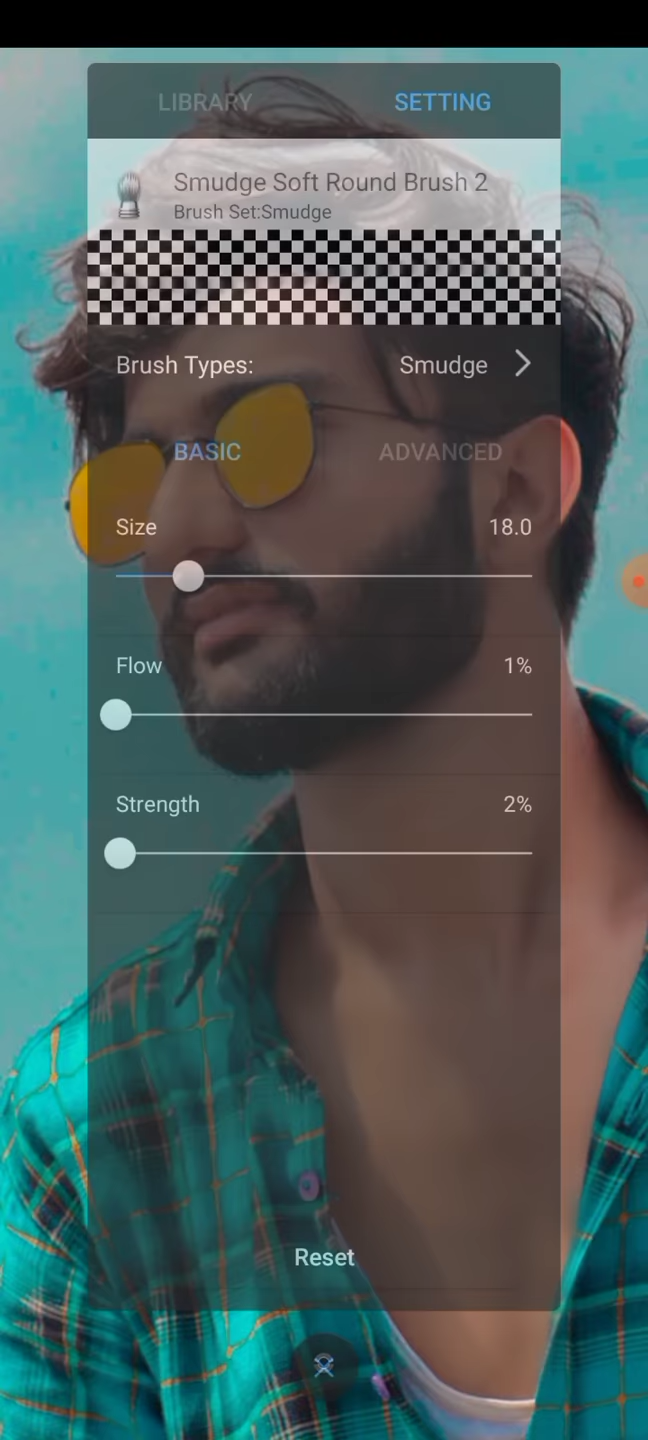 LIBRARY SETTING
Smudge Soft Round Brush 2
Brush Set:Smudge
Brush Types: Smudge
BASIC ADVANCED
Size 18.0
Flow 1%
Strength 2%
Reset